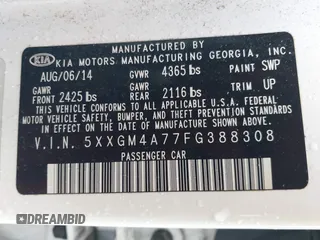 MANUFACTURED BY
KIA KIA MOTORS MANUFACTURING GEORGIA, INC.
AUG/06/14 GVWR 4365 lbs PAINT SWP
GAWR FRONT 2425 lbs GAWR REAR 2116 lbs TRIM UP
THIS VEHICLE CONFORMS TO ALL APPLICABLE U.S.A. FEDERAL
MOTOR VEHICLE SAFETY, BUMPER, AND THEFT PREVENTION STANDARDS
IN EFFECT ON THE DATE OF MANUFACTURE SHOWN ABOVE.
V.I.N. 5XXGM4A77FG388308
PASSENGER CAR
DREAMBID